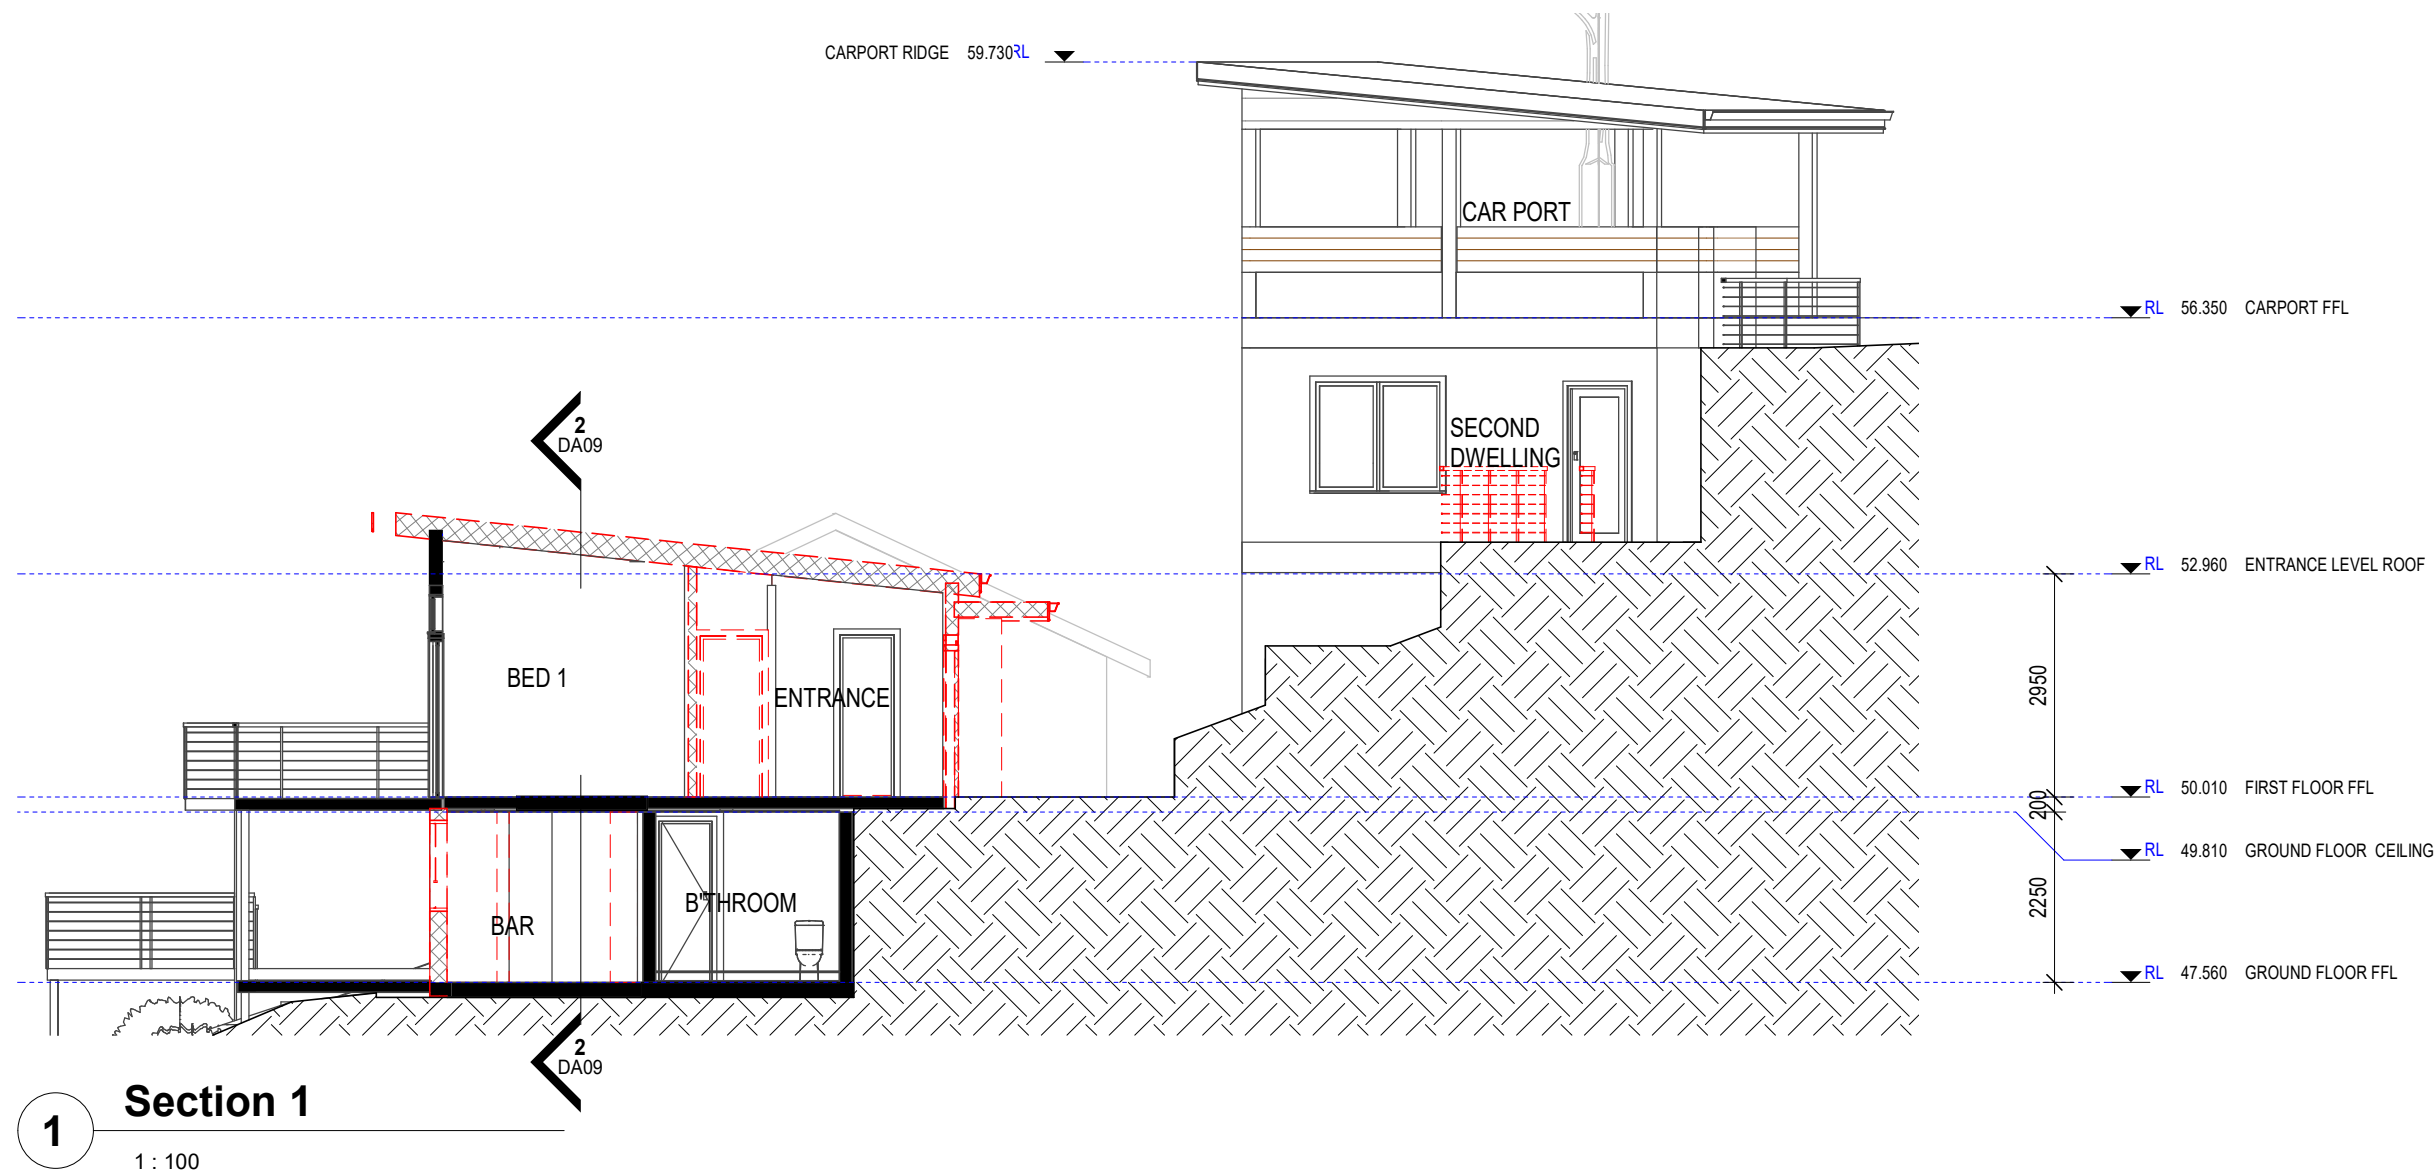 CARPORT RIDGE 59.730 RL
CAR PORT
RL 56.350 CARPORT FFL
2
DA09
SECOND
DWELLING
RL 52.960 ENTRANCE LEVEL ROOF
BED 1
ENTRANCE
2950
RL 50.010 FIRST FLOOR FFL
200
RL 49.810 GROUND FLOOR CEILING
2250
B'THROOM
BAR
RL 47.560 GROUND FLOOR FFL
2
DA09
1 Section 1
1 : 100